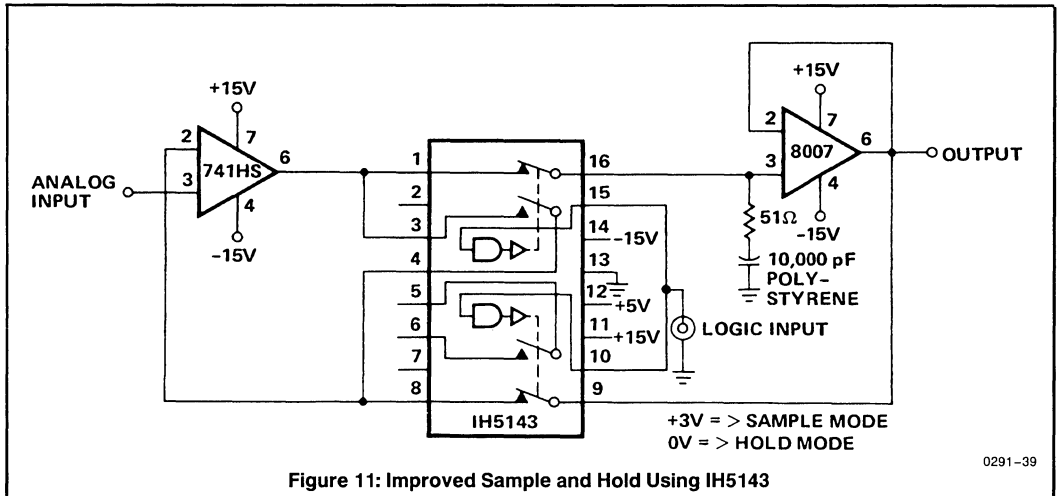 +15V
2
7
741HS
6
3
4
-15V
ANALOG
INPUT
1
2
3
4
5
6
7
8
16
15
14
-15V
13
12
+5V
11
+15V
10
9
IH5143
+15V
2
7
8007
6
3
4
-15V
OUTPUT
51Ω
10,000 pF
POLY-
STYRENE
LOGIC INPUT
+3V = > SAMPLE MODE
0V = > HOLD MODE
0291-39
Figure 11: Improved Sample and Hold Using IH5143